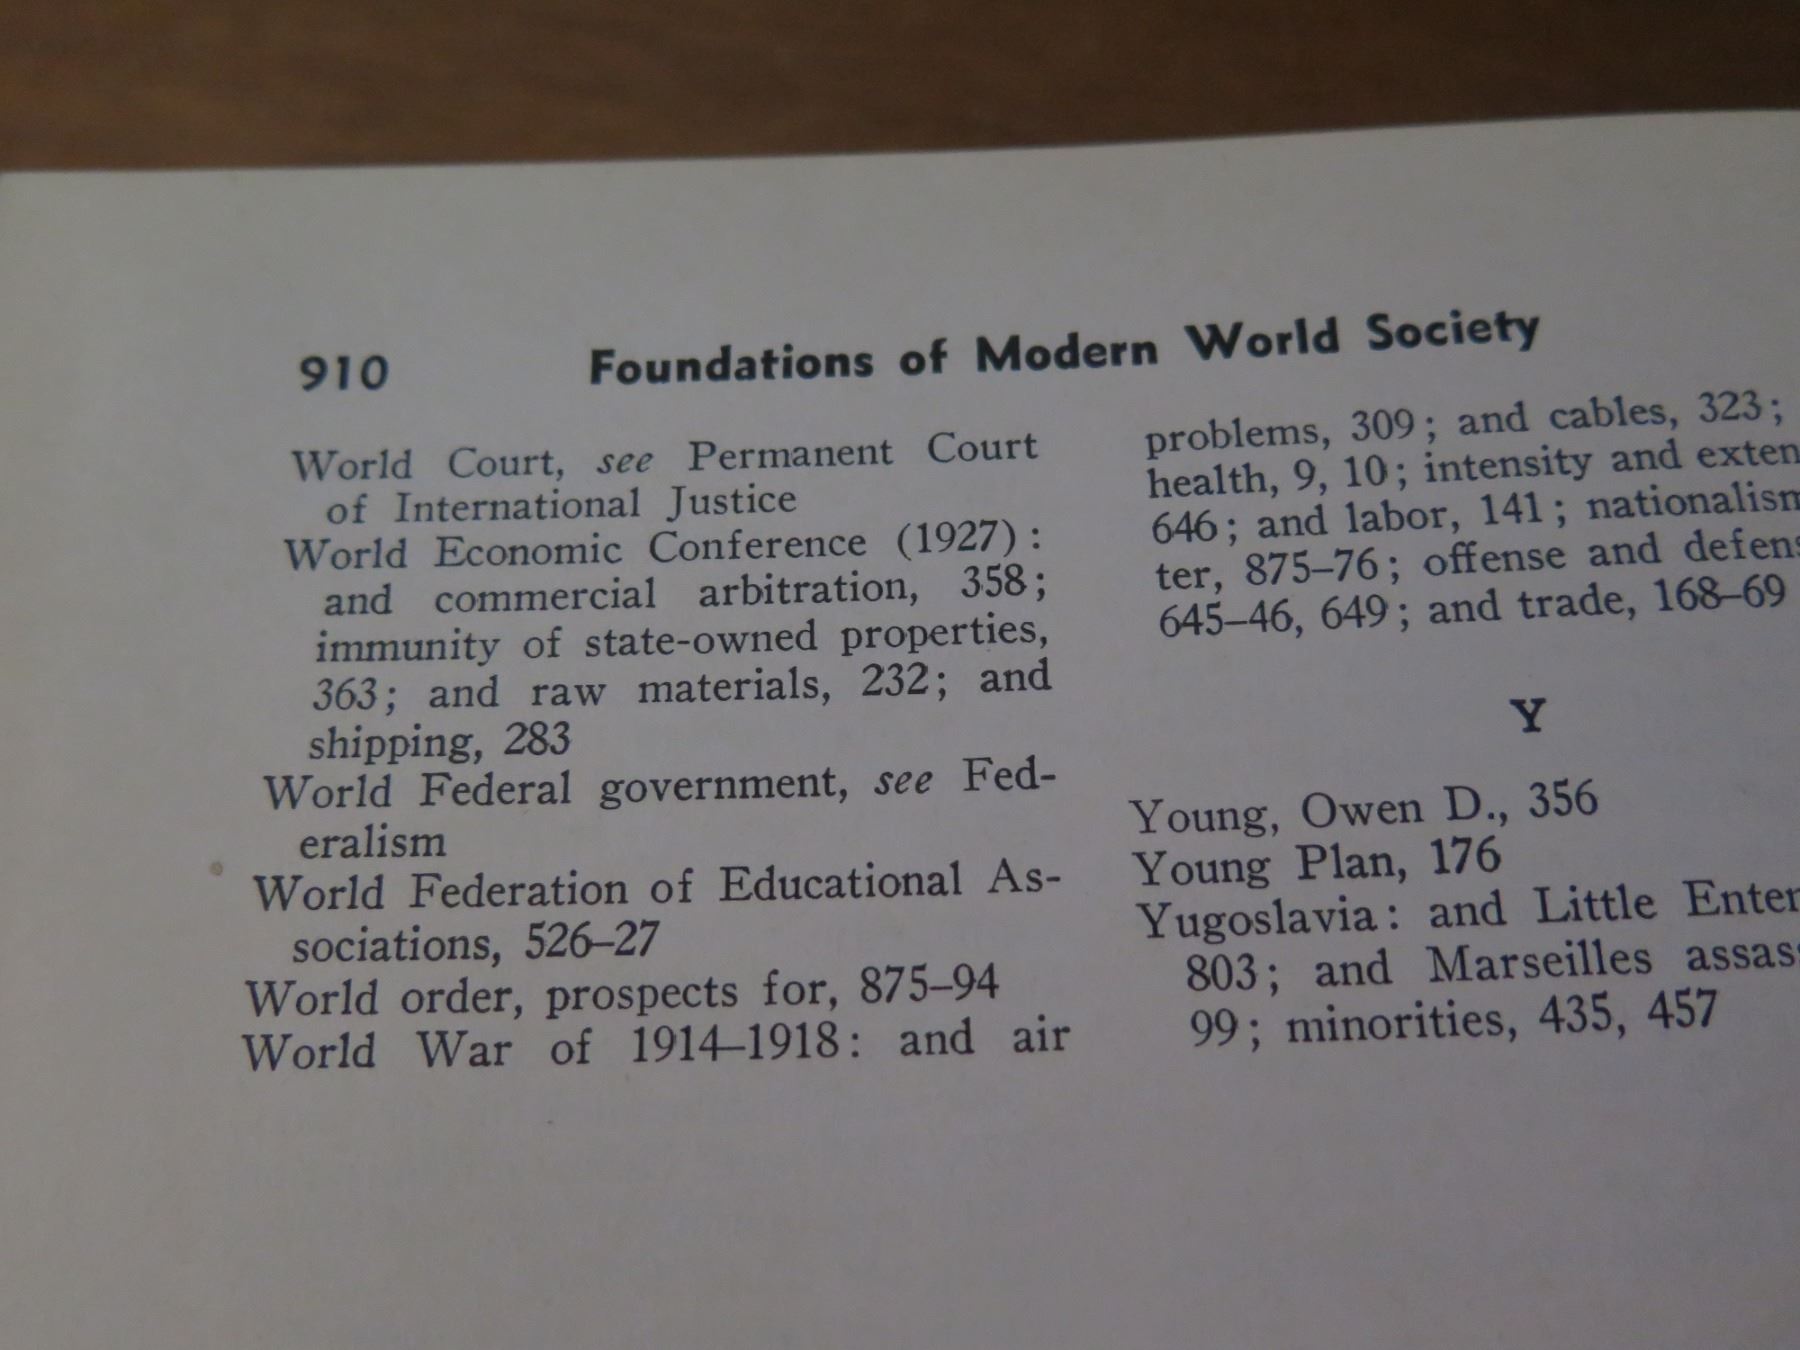 910 Foundations of Modern World Society
World Court, see Permanent Court
of International Justice
World Economic Conference (1927):
and commercial arbitration, 358;
immunity of state-owned properties,
363; and raw materials, 232; and
shipping, 283
World Federal government, see Fed-
eralism
World Federation of Educational As-
sociations, 526–27
World order, prospects for, 875–94
World War of 1914–1918: and air
problems, 309; and cables, 323;
health, 9, 10; intensity and exten
646; and labor, 141; nationalism
ter, 875–76; offense and defens
645–46, 649; and trade, 168–69
Y
Young, Owen D., 356
Young Plan, 176
Yugoslavia: and Little Enten
803; and Marseilles assass
99; minorities, 435, 457